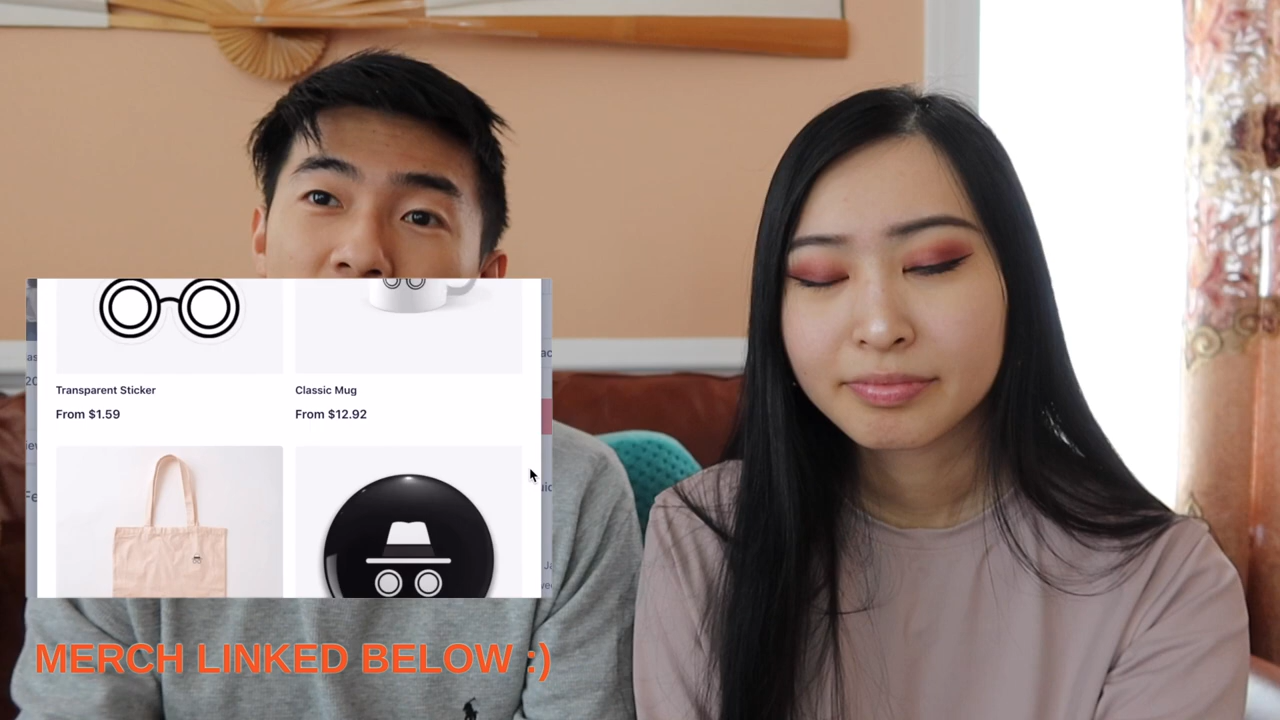 Transparent Sticker
From $1.59
Classic Mug
From $12.92
MERCH LINKED BELOW :)